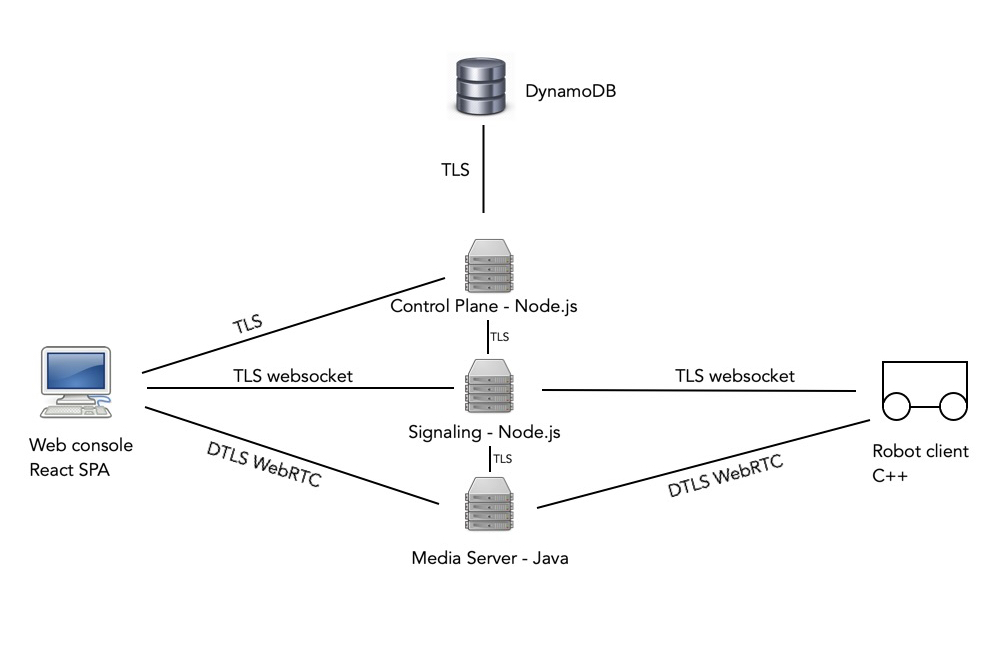 DynamoDB
TLS
Control Plane - Node.js
TLS
TLS
TLS websocket
TLS websocket
Signaling - Node.js
Web console
React SPA
DTLS WebRTC
TLS
DTLS WebRTC
Robot client
C++
Media Server - Java